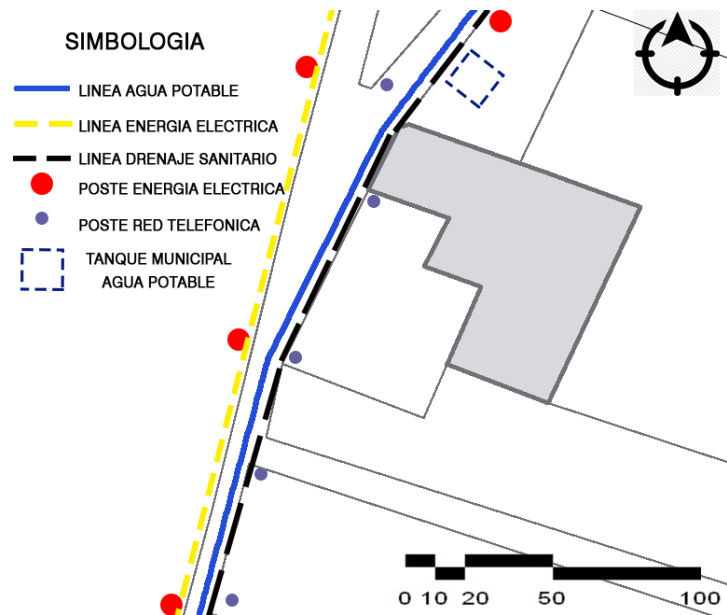 SIMBOLOGIA
LINEA AGUA POTABLE
LINEA ENERGIA ELECTRICA
LINEA DRENAJE SANITARIO
POSTE ENERGIA ELECTRICA
POSTE RED TELEFONICA
TANQUE MUNICIPAL
AGUA POTABLE
0 10 20 50 100